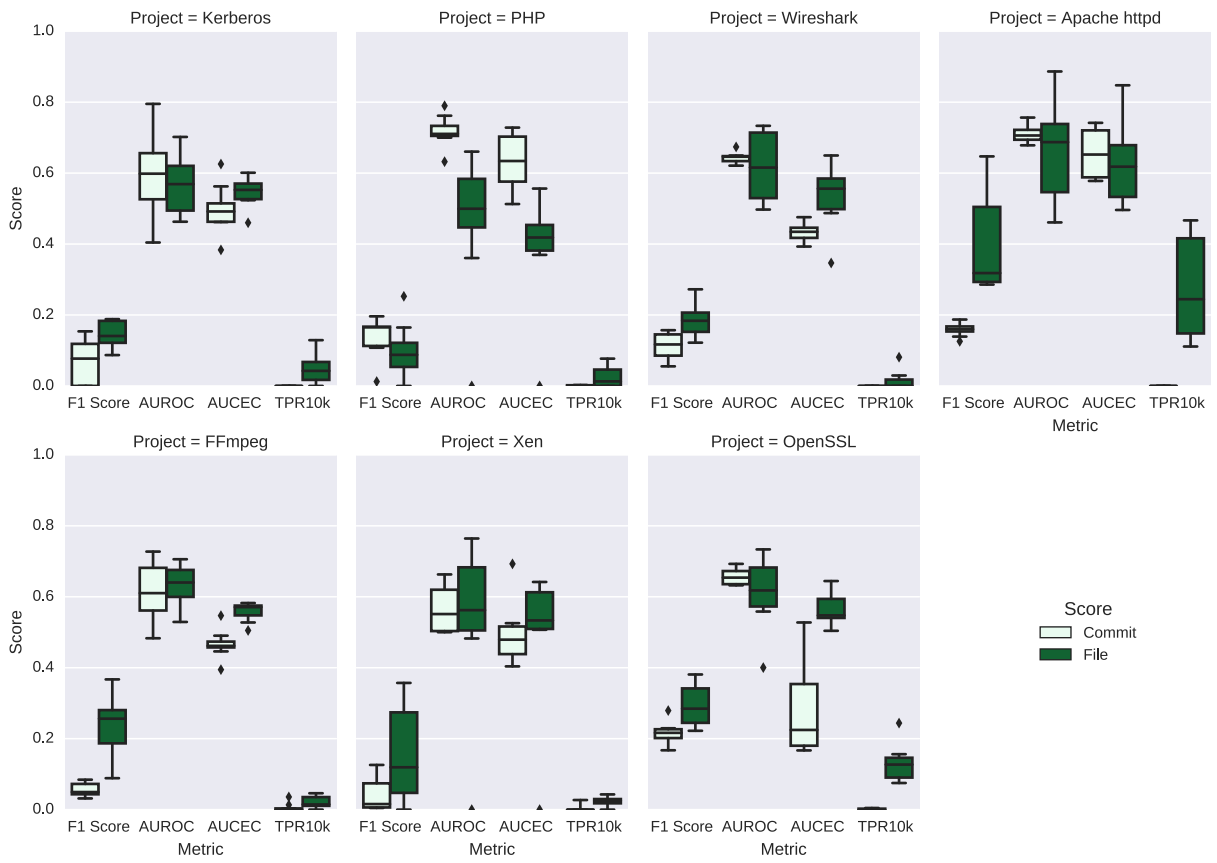 Project = Kerberos Project = PHP Project = Wireshark Project = Apache httpd
1.0
0.8
0.6
0.4
0.2
0.0
Score
F1 Score AUROC AUCEC TPR10k F1 Score AUROC AUCEC TPR10k F1 Score AUROC AUCEC TPR10k F1 Score AUROC AUCEC TPR10k
Metric
Project = FFmpeg Project = Xen Project = OpenSSL
1.0
0.8
0.6
0.4
0.2
0.0
Score
F1 Score AUROC AUCEC TPR10k F1 Score AUROC AUCEC TPR10k F1 Score AUROC AUCEC TPR10k
Metric Metric Metric
Score
Commit
File